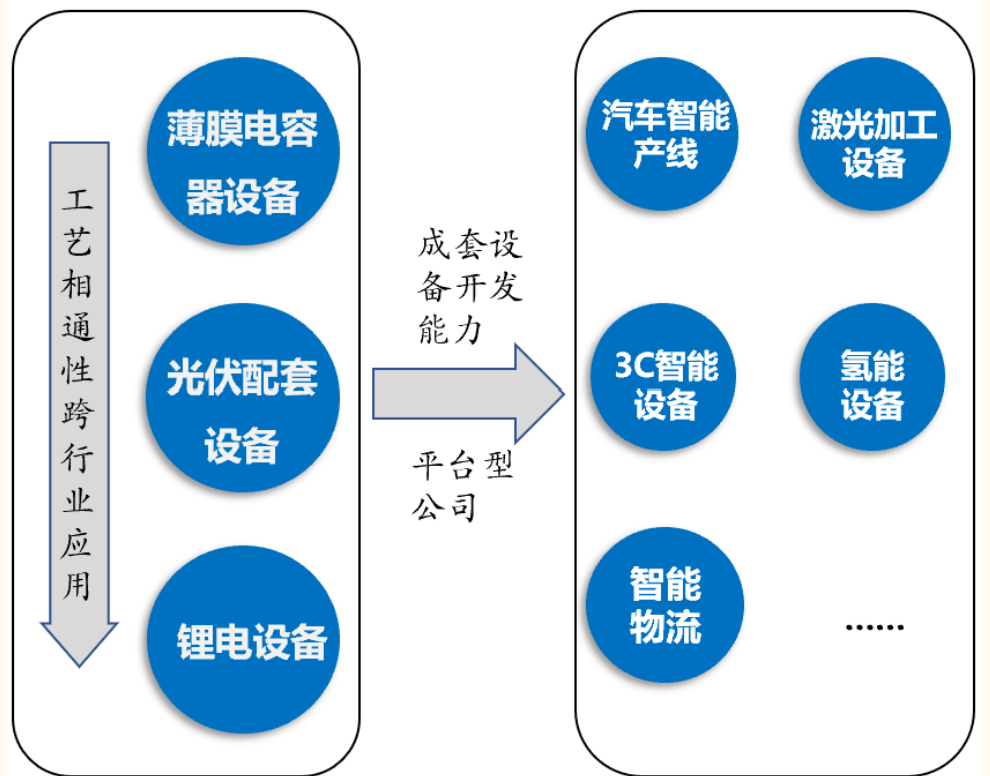 工
艺
相
通
性
跨
行
业
应
用
薄膜电容
器设备
光伏配套
设备
锂电设备
成套设
备开发
能力
平台型
公司
汽车智能
产线
激光加工
设备
3C智能
设备
氢能
设备
智能
物流
......